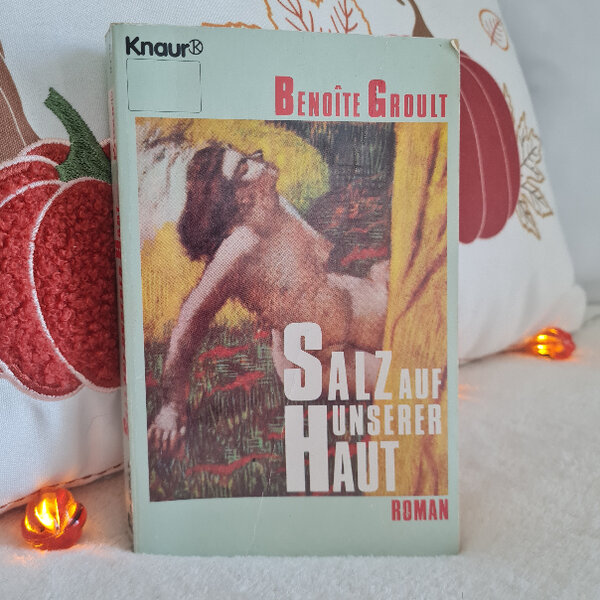 Knaur K
BENOÎTE GROULT
SALZ AUF
UNSERER
HAUT
ROMAN